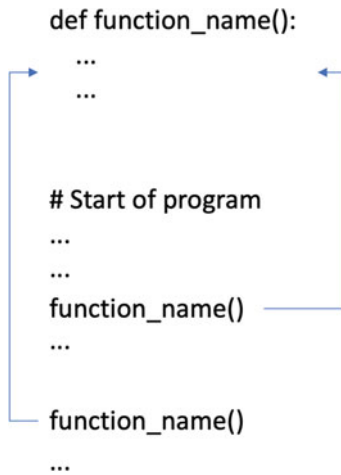 def function_name():
...
...
# Start of program
...
...
function_name()
...
function_name()
...